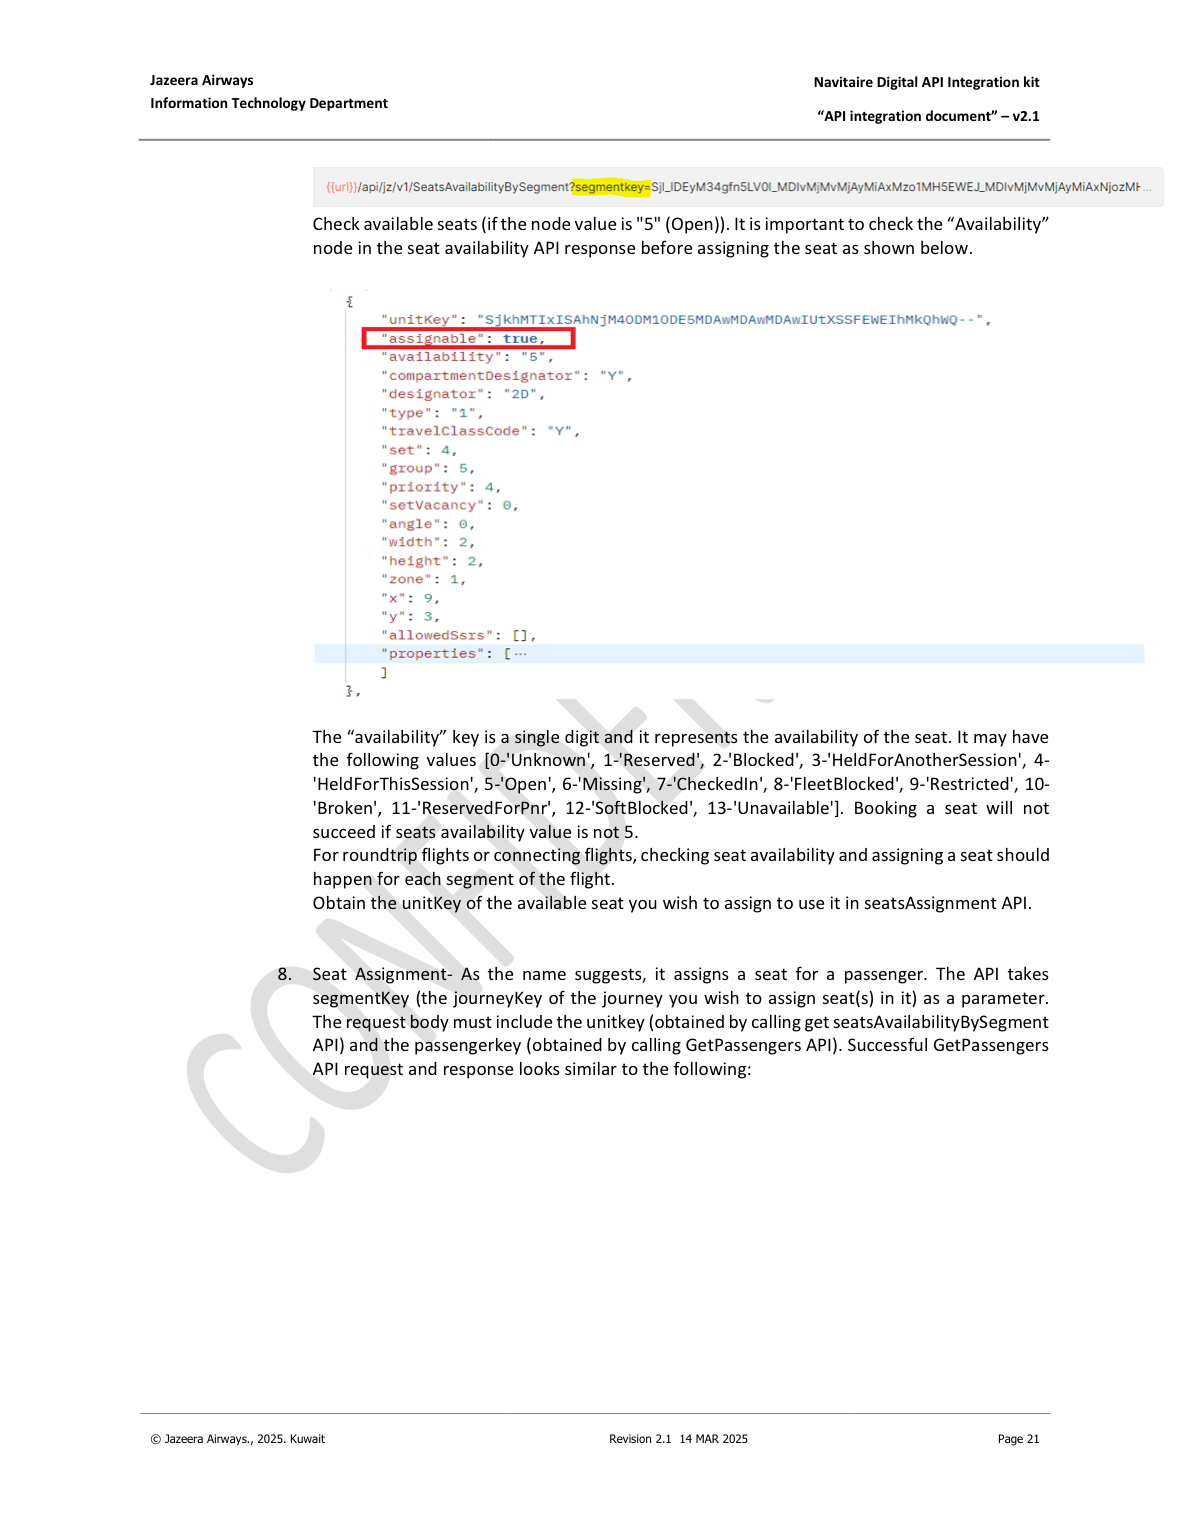 Jazeera Airways
Information Technology Department
Navitaire Digital API Integration kit
“API integration document” – v2.1
{{url}}/api/jz/v1/SeatsAvailabilityBySegment?segmentkey=SjI_IDEyM34gfn5LV0l_MDIvMjMvMjAyMiAxMzo1MH5EWEJ_MDIvMjMvMjAyMiAxNjozMH...
Check available seats (if the node value is "5" (Open)). It is important to check the “Availability”
node in the seat availability API response before assigning the seat as shown below.
{
"unitKey": "SjkhMTIxISAhNjM4ODM1ODE5MDAwMDAwMDAwIUtXSSFEWEIhMkQhWQ--",
"assignable": true,
"availability": "5",
"compartmentDesignator": "Y",
"designator": "2D",
"type": "1",
"travelClassCode": "Y",
"set": 4,
"group": 5,
"priority": 4,
"setVacancy": 0,
"angle": 0,
"width": 2,
"height": 2,
"zone": 1,
"x": 9,
"y": 3,
"allowedSsrs": [],
"properties": [ ···
]
},
The “availability” key is a single digit and it represents the availability of the seat. It may have
the following values [0-'Unknown', 1-'Reserved', 2-'Blocked', 3-'HeldForAnotherSession', 4-
'HeldForThisSession', 5-'Open', 6-'Missing', 7-'CheckedIn', 8-'FleetBlocked', 9-'Restricted', 10-
'Broken', 11-'ReservedForPnr', 12-'SoftBlocked', 13-'Unavailable']. Booking a seat will not
succeed if seats availability value is not 5.
For roundtrip flights or connecting flights, checking seat availability and assigning a seat should
happen for each segment of the flight.
Obtain the unitKey of the available seat you wish to assign to use it in seatsAssignment API.
8. Seat Assignment- As the name suggests, it assigns a seat for a passenger. The API takes
segmentKey (the journeyKey of the journey you wish to assign seat(s) in it) as a parameter.
The request body must include the unitkey (obtained by calling get seatsAvailabilityBySegment
API) and the passengerkey (obtained by calling GetPassengers API). Successful GetPassengers
API request and response looks similar to the following:
© Jazeera Airways., 2025. Kuwait
Revision 2.1 14 MAR 2025
Page 21